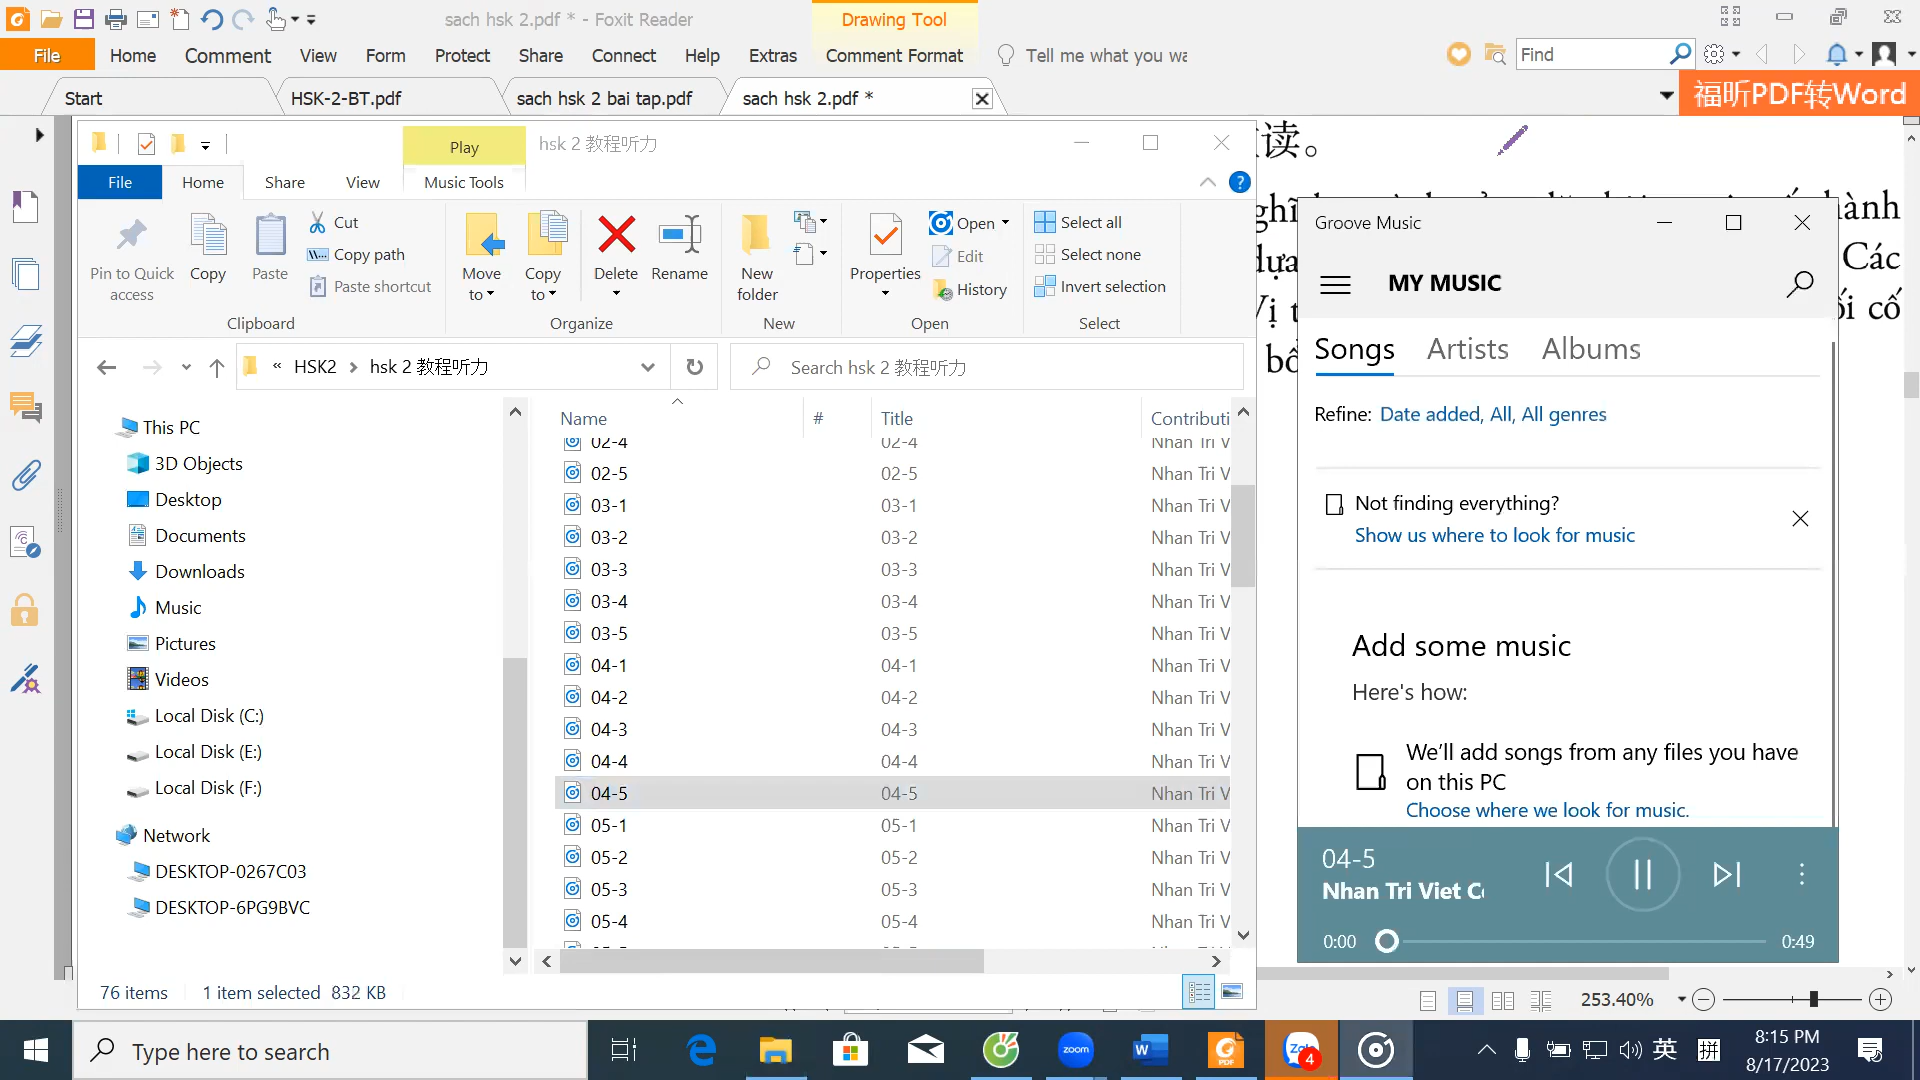 sach hsk 2.pdf * - Foxit Reader
Drawing Tool
File
Home
Comment
View
Form
Protect
Share
Connect
Help
Extras
Comment Format
Tell me what you wa
Find
Start
HSK-2-BT.pdf
sach hsk 2 bai tap.pdf
sach hsk 2.pdf *
福昕PDF转Word
读。
Play
hsk 2 教程听力
File
Home
Share
View
Music Tools
Pin to Quick access
Copy
Paste
Cut
Copy path
Paste shortcut
Clipboard
Move to
Copy to
Delete
Rename
Organize
New folder
New
Properties
Open
Edit
History
Open
Select all
Select none
Invert selection
Select
« HSK2 > hsk 2 教程听力
Search hsk 2 教程听力
This PC
3D Objects
Desktop
Documents
Downloads
Music
Pictures
Videos
Local Disk (C:)
Local Disk (E:)
Local Disk (F:)
Network
DESKTOP-0267C03
DESKTOP-6PG9BVC
Name # Title Contributi
02-4 02-4 Nhan Tri V
02-5 02-5 Nhan Tri V
03-1 03-1 Nhan Tri V
03-2 03-2 Nhan Tri V
03-3 03-3 Nhan Tri V
03-4 03-4 Nhan Tri V
03-5 03-5 Nhan Tri V
04-1 04-1 Nhan Tri V
04-2 04-2 Nhan Tri V
04-3 04-3 Nhan Tri V
04-4 04-4 Nhan Tri V
04-5 04-5 Nhan Tri V
05-1 05-1 Nhan Tri V
05-2 05-2 Nhan Tri V
05-3 05-3 Nhan Tri V
05-4 05-4 Nhan Tri V
76 items
1 item selected 832 KB
Các
ối cố
Groove Music
MY MUSIC
Songs
Artists
Albums
Refine: Date added, All, All genres
Not finding everything?
Show us where to look for music
Add some music
Here's how:
We'll add songs from any files you have
on this PC
Choose where we look for music.
04-5
Nhan Tri Viet C
0:00
0:49
253.40%
Type here to search
zoom
Zalo
4
英
拼
8:15 PM
8/17/2023